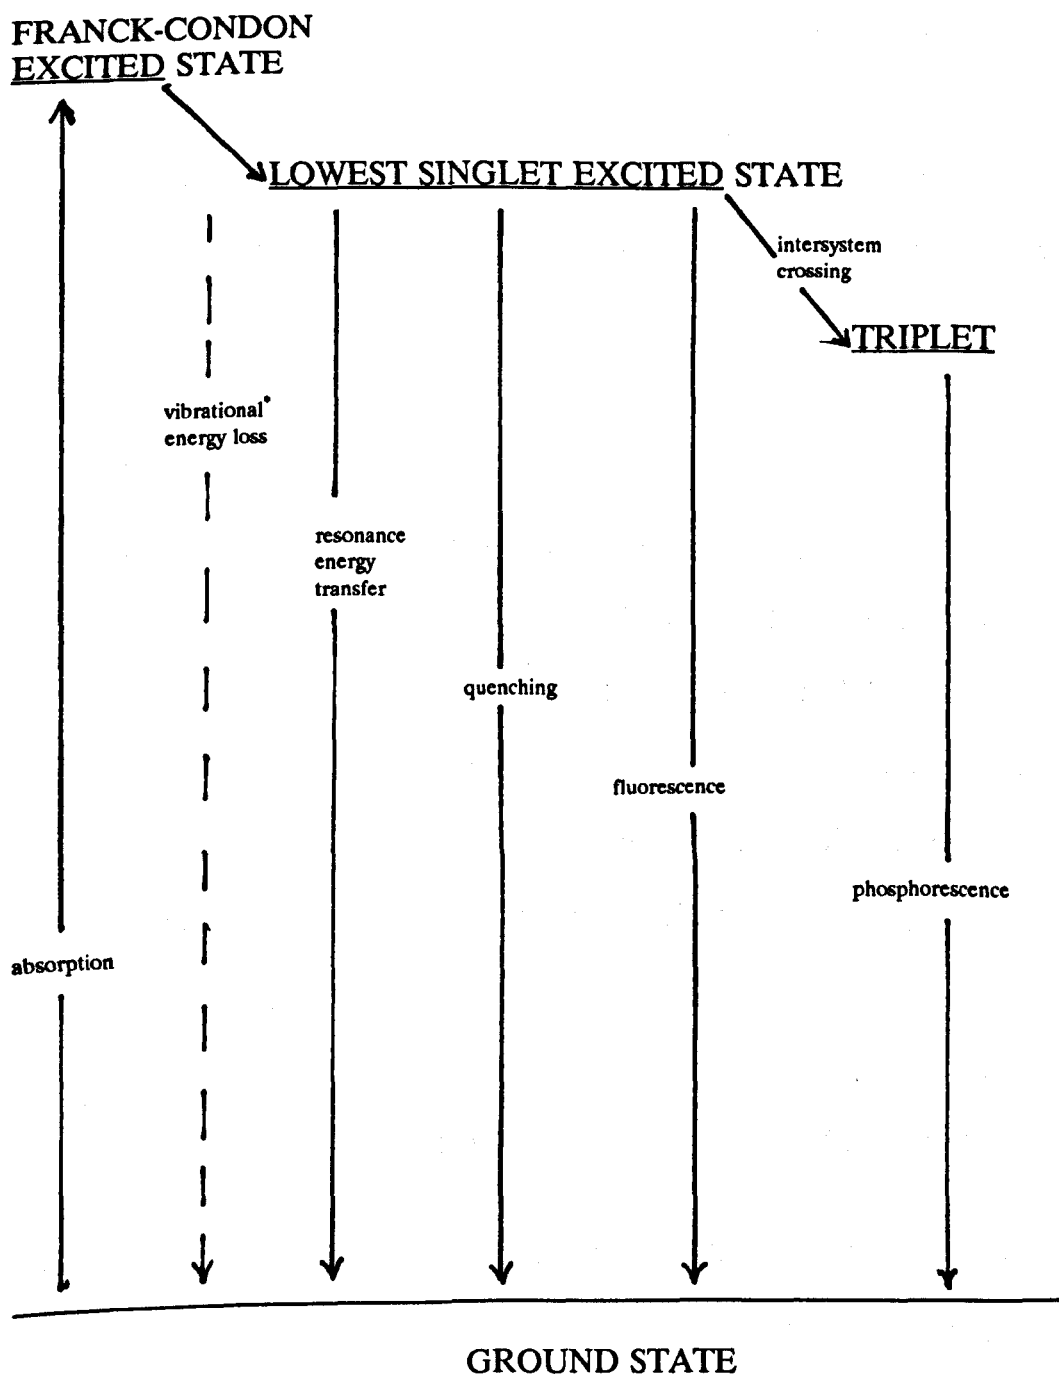 FRANCK-CONDON
EXCITED STATE
LOWEST SINGLET EXCITED STATE
intersystem
crossing
TRIPLET
vibrational*
energy loss
resonance
energy
transfer
quenching
fluorescence
phosphorescence
absorption
GROUND STATE